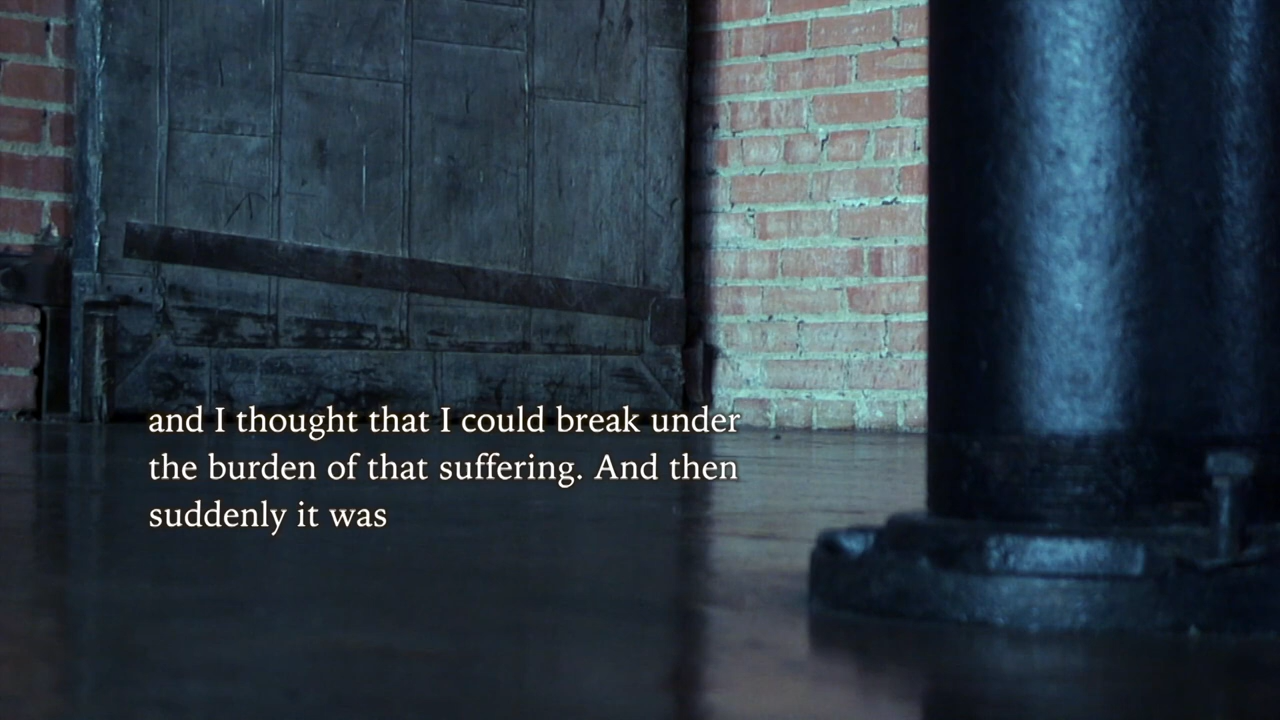 and I thought that I could break under
the burden of that suffering. And then
suddenly it was